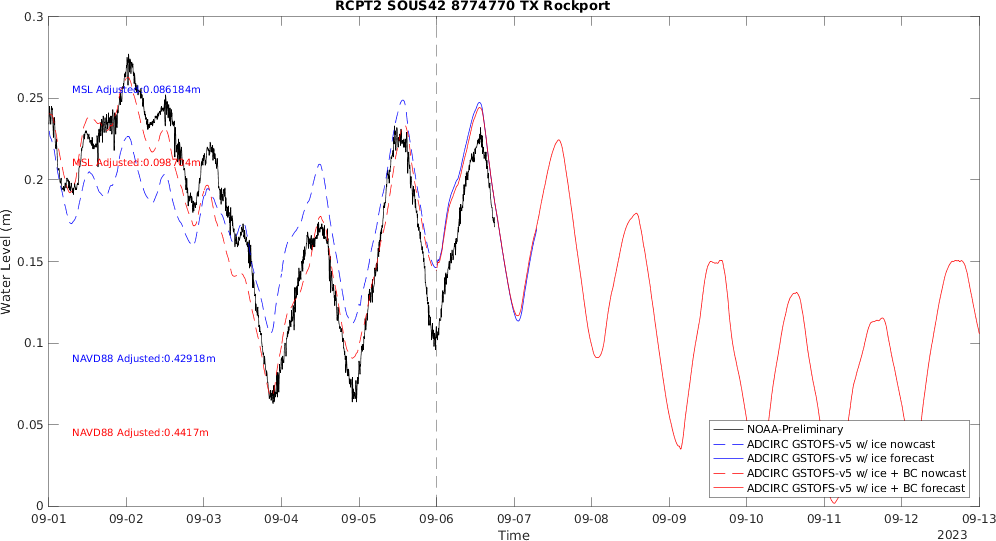 RCPT2 SOUS42 8774770 TX Rockport
0.3
0.25
0.2
0.15
0.1
0.05
0
Water Level (m)
MSL Adjusted:0.086184m
NAVD88 Adjusted:0.42918m
NAVD88 Adjusted:0.4417m
NOAA-Preliminary
ADCIRC GSTOFS-v5 w/ ice nowcast
ADCIRC GSTOFS-v5 w/ ice forecast
ADCIRC GSTOFS-v5 w/ ice + BC nowcast
ADCIRC GSTOFS-v5 w/ ice + BC forecast
09-01 09-02 09-03 09-04 09-05 09-06 09-07 09-08 09-09 09-10 09-11 09-12 09-13
Time
2023